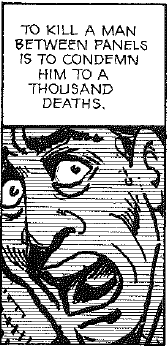 TO KILL A MAN
BETWEEN PANELS
IS TO CONDEMN
HIM TO A
THOUSAND
DEATHS.